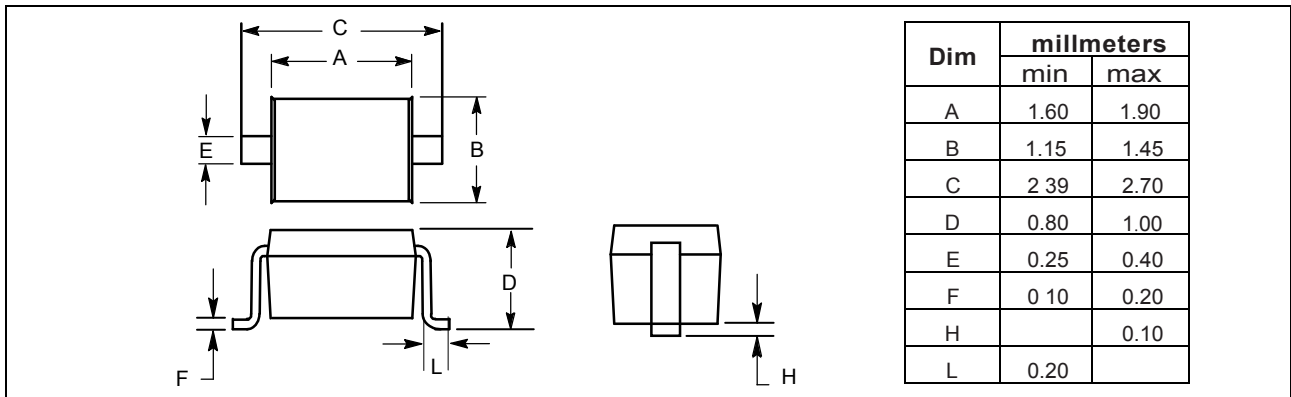 C
A
E
B
D
F
L
H
Dim millmeters
min max
A 1.60 1.90
B 1.15 1.45
C 2 39 2.70
D 0.80 1.00
E 0.25 0.40
F 0 10 0.20
H 0.10
L 0.20